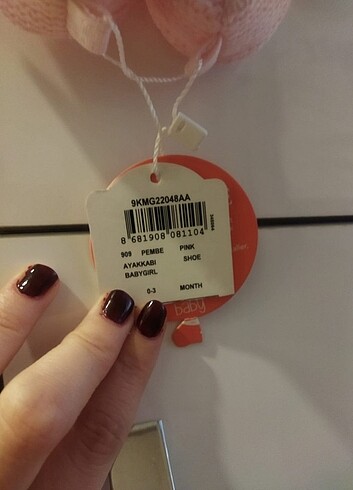 9KMG22048AA
8 681908 081104
909 PEMBE PINK
AYAKKABI SHOE
BABYGIRL
0-3 MONTH
baby